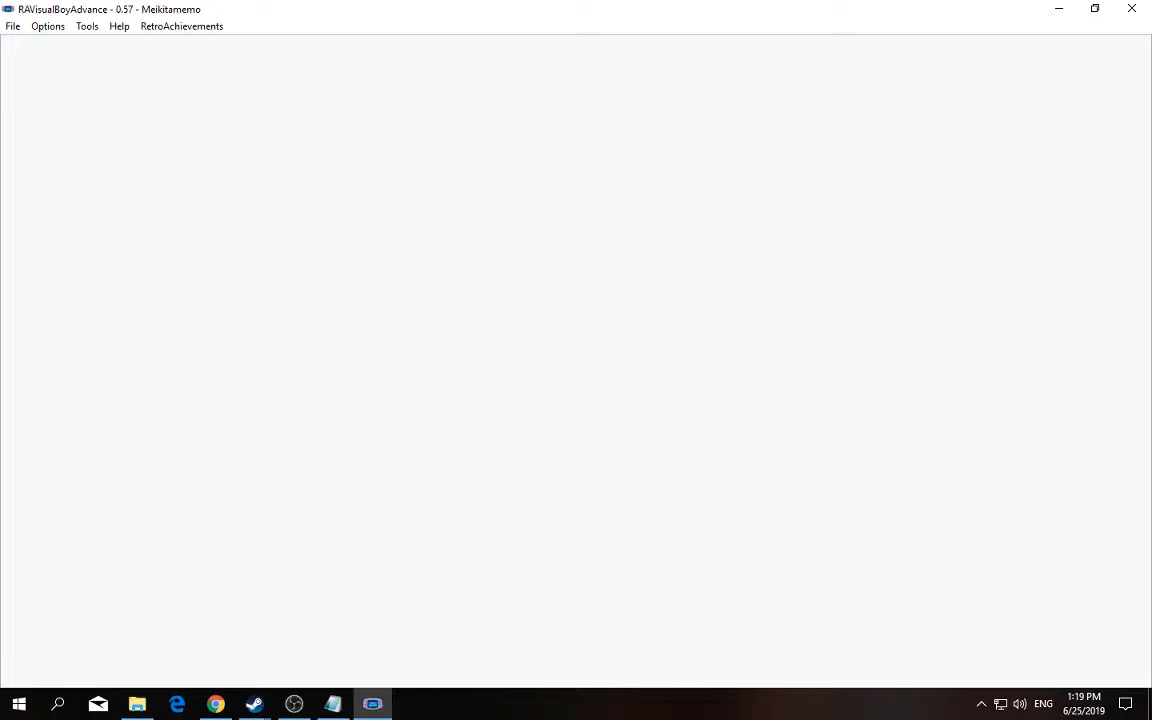 RAVisualBoyAdvance - 0.57 - Meikitamemo
File Options Tools Help RetroAchievements
ENG
1:19 PM
6/25/2019